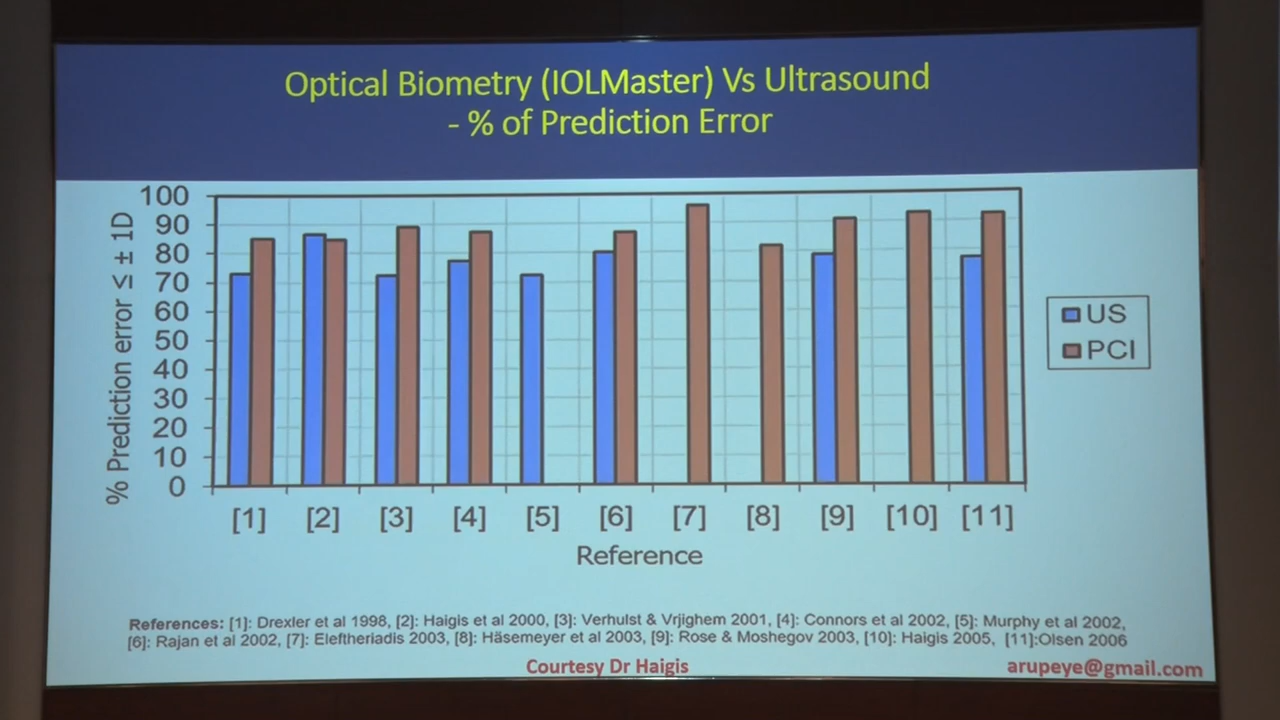 Optical Biometry (IOLMaster) Vs Ultrasound
- % of Prediction Error
% Prediction error ≤ ± 1D
100
90
80
70
60
50
40
30
20
10
0
[1] [2] [3] [4] [5] [6] [7] [8] [9] [10] [11]
Reference
US
PCI
References: [1]: Drexler et al 1998, [2]: Haigis et al 2000, [3]: Verhulst & Vrjighem 2001, [4]: Connors et al 2002, [5]: Murphy et al 2002,
[6]: Rajan et al 2002, [7]: Eleftheriadis 2003, [8]: Häsemeyer et al 2003, [9]: Rose & Moshegov 2003, [10]: Haigis 2005, [11]:Olsen 2006
Courtesy Dr Haigis
arupeye@gmail.com